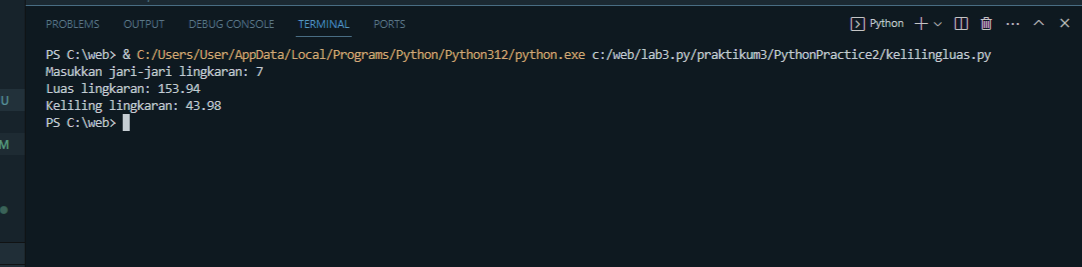 PROBLEMS OUTPUT DEBUG CONSOLE TERMINAL PORTS Python
PS C:\web> & C:/Users/User/AppData/Local/Programs/Python/Python312/python.exe c:/web/lab3.py/praktikum3/PythonPractice2/kelilingluas.py
Masukkan jari-jari lingkaran: 7
U
Luas lingkaran: 153.94
Keliling lingkaran: 43.98
PS C:\web>
M